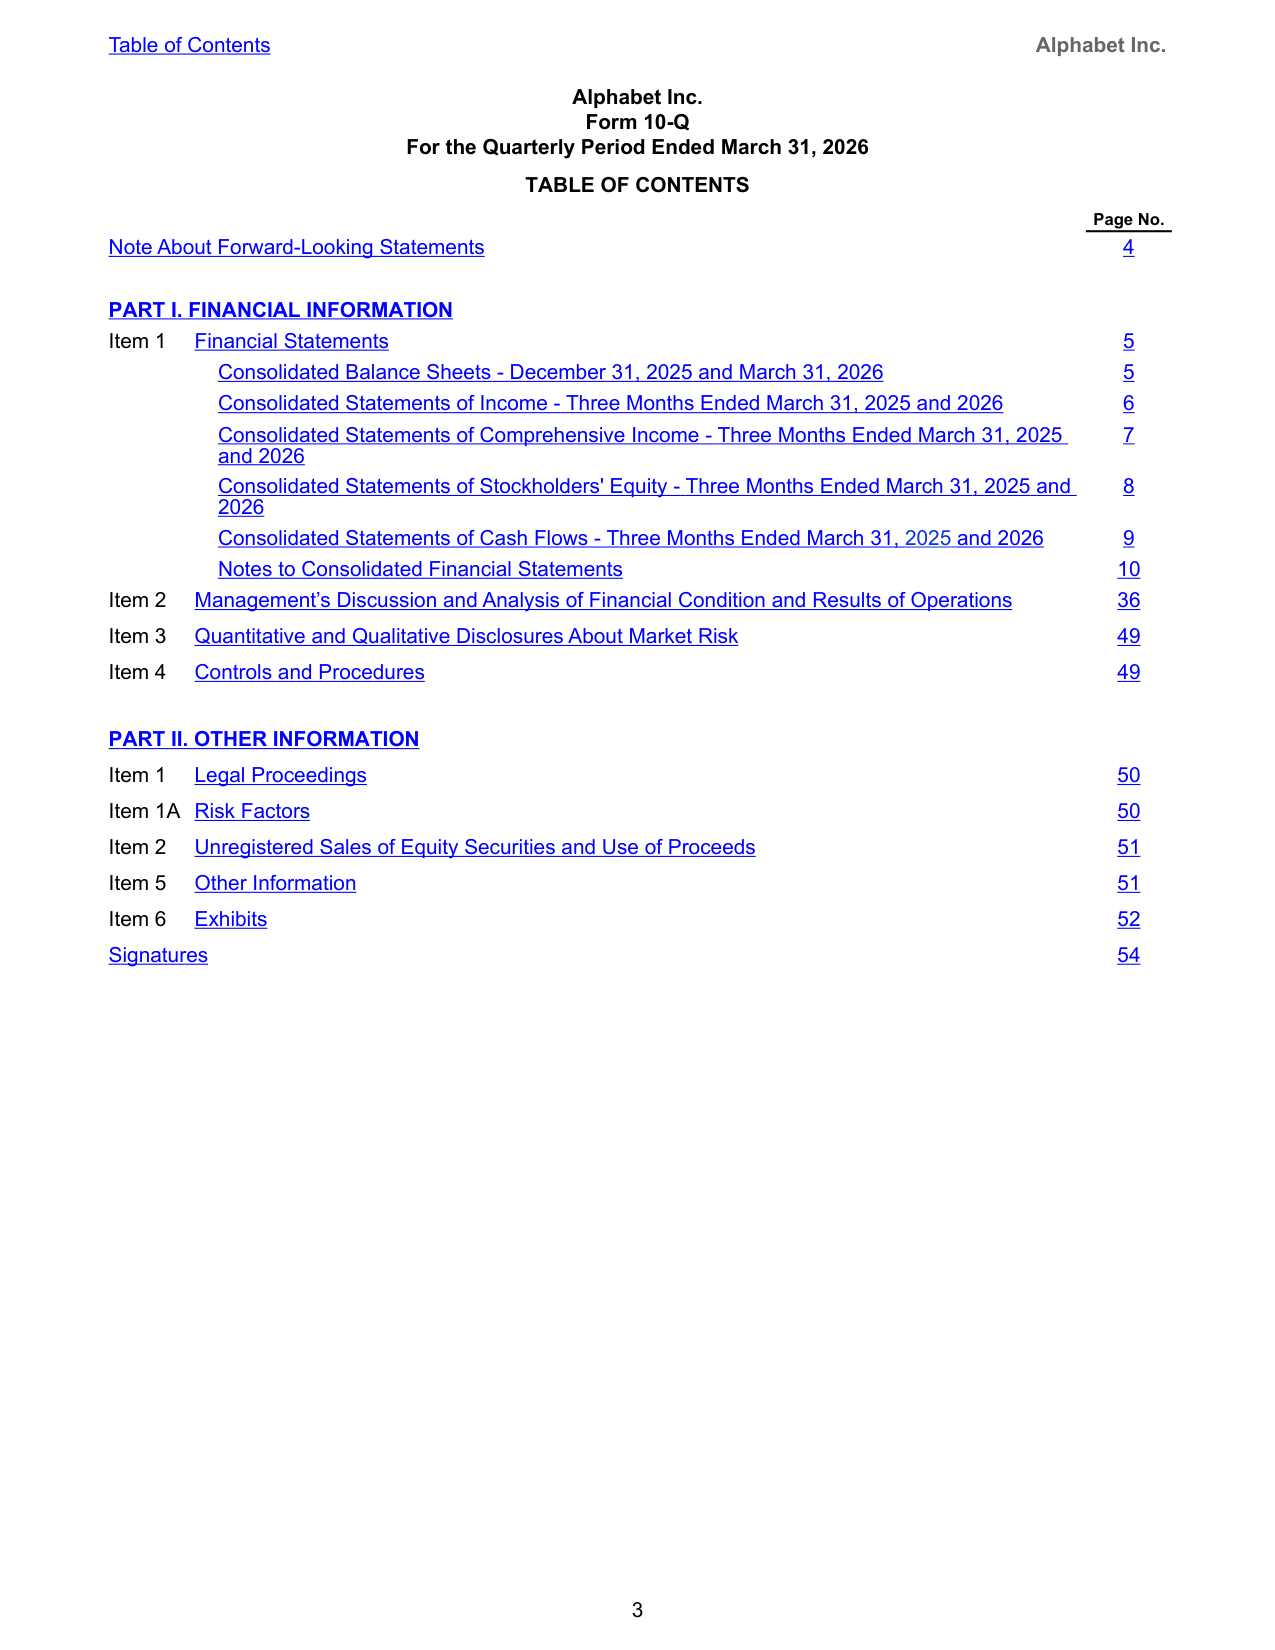 Table of Contents Alphabet Inc.
Alphabet Inc.
Form 10-Q
For the Quarterly Period Ended March 31, 2026
TABLE OF CONTENTS
Page No.
Note About Forward-Looking Statements 4
PART I. FINANCIAL INFORMATION
Item 1 Financial Statements 5
Consolidated Balance Sheets - December 31, 2025 and March 31, 2026 5
Consolidated Statements of Income - Three Months Ended March 31, 2025 and 2026 6
Consolidated Statements of Comprehensive Income - Three Months Ended March 31, 2025 7
and 2026
Consolidated Statements of Stockholders' Equity - Three Months Ended March 31, 2025 and 8
2026
Consolidated Statements of Cash Flows - Three Months Ended March 31, 2025 and 2026 9
Notes to Consolidated Financial Statements 10
Item 2 Management’s Discussion and Analysis of Financial Condition and Results of Operations 36
Item 3 Quantitative and Qualitative Disclosures About Market Risk 49
Item 4 Controls and Procedures 49
PART II. OTHER INFORMATION
Item 1 Legal Proceedings 50
Item 1A Risk Factors 50
Item 2 Unregistered Sales of Equity Securities and Use of Proceeds 51
Item 5 Other Information 51
Item 6 Exhibits 52
Signatures 54
3